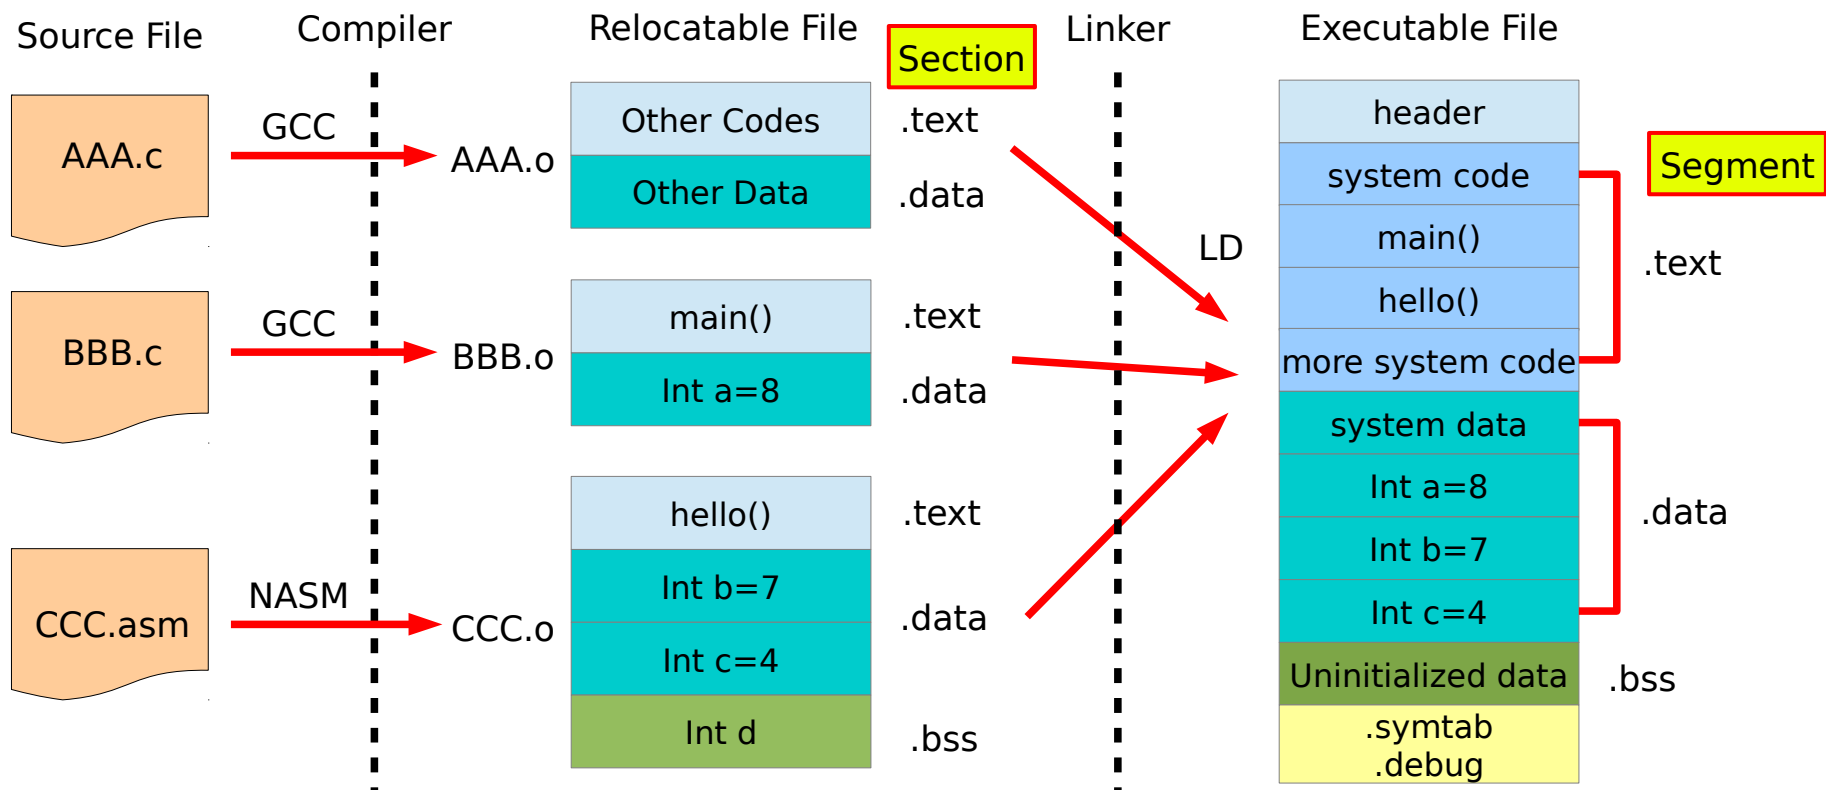 Source File
Compiler
Relocatable File
Section
Linker
Executable File
AAA.c
GCC
AAA.o
Other Codes
.text
Other Data
.data
BBB.c
GCC
BBB.o
main()
.text
Int a=8
.data
CCC.asm
NASM
CCC.o
hello()
.text
Int b=7
Int c=4
.data
Int d
.bss
LD
header
system code
main()
hello()
more system code
Segment
.text
system data
Int a=8
Int b=7
Int c=4
.data
Uninitialized data
.bss
.symtab
.debug